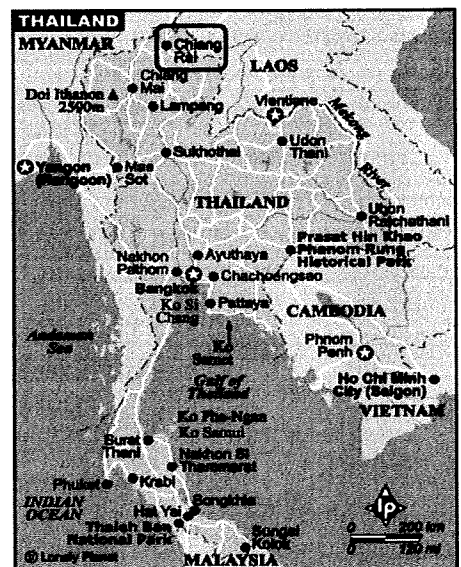 THAILAND
MYANMAR
Chiang
Rai
LAOS
Chiang
Mai
Doi Ithanon
2590m
Lampang
Vientiane
Mekong
River
Udon
Thani
Sukhothai
Yangon
(Rangoon)
Mae
Sot
THAILAND
Ubon
Ratchathani
Prasat Hin Khao
Phanom Rung
Historical Park
Nakhon
Pathom
Ayuthaya
Chachoengsao
Bangkok
Ko Si
Chang
Pattaya
CAMBODIA
Phnom
Penh
Andaman
Sea
Ko
Samet
Gulf of
Thailand
Ho Chi Minh
City (Saigon)
VIETNAM
Ko Pha-Ngan
Ko Samui
Surat
Thani
Nakhon Si
Thammarat
Phuket
Krabi
INDIAN
OCEAN
Songkhla
Hat Yai
Thaleh Ban
National Park
Sungai
Kolok
MALAYSIA
lp
0 200 km
0 120 mi
© Lonely Planet